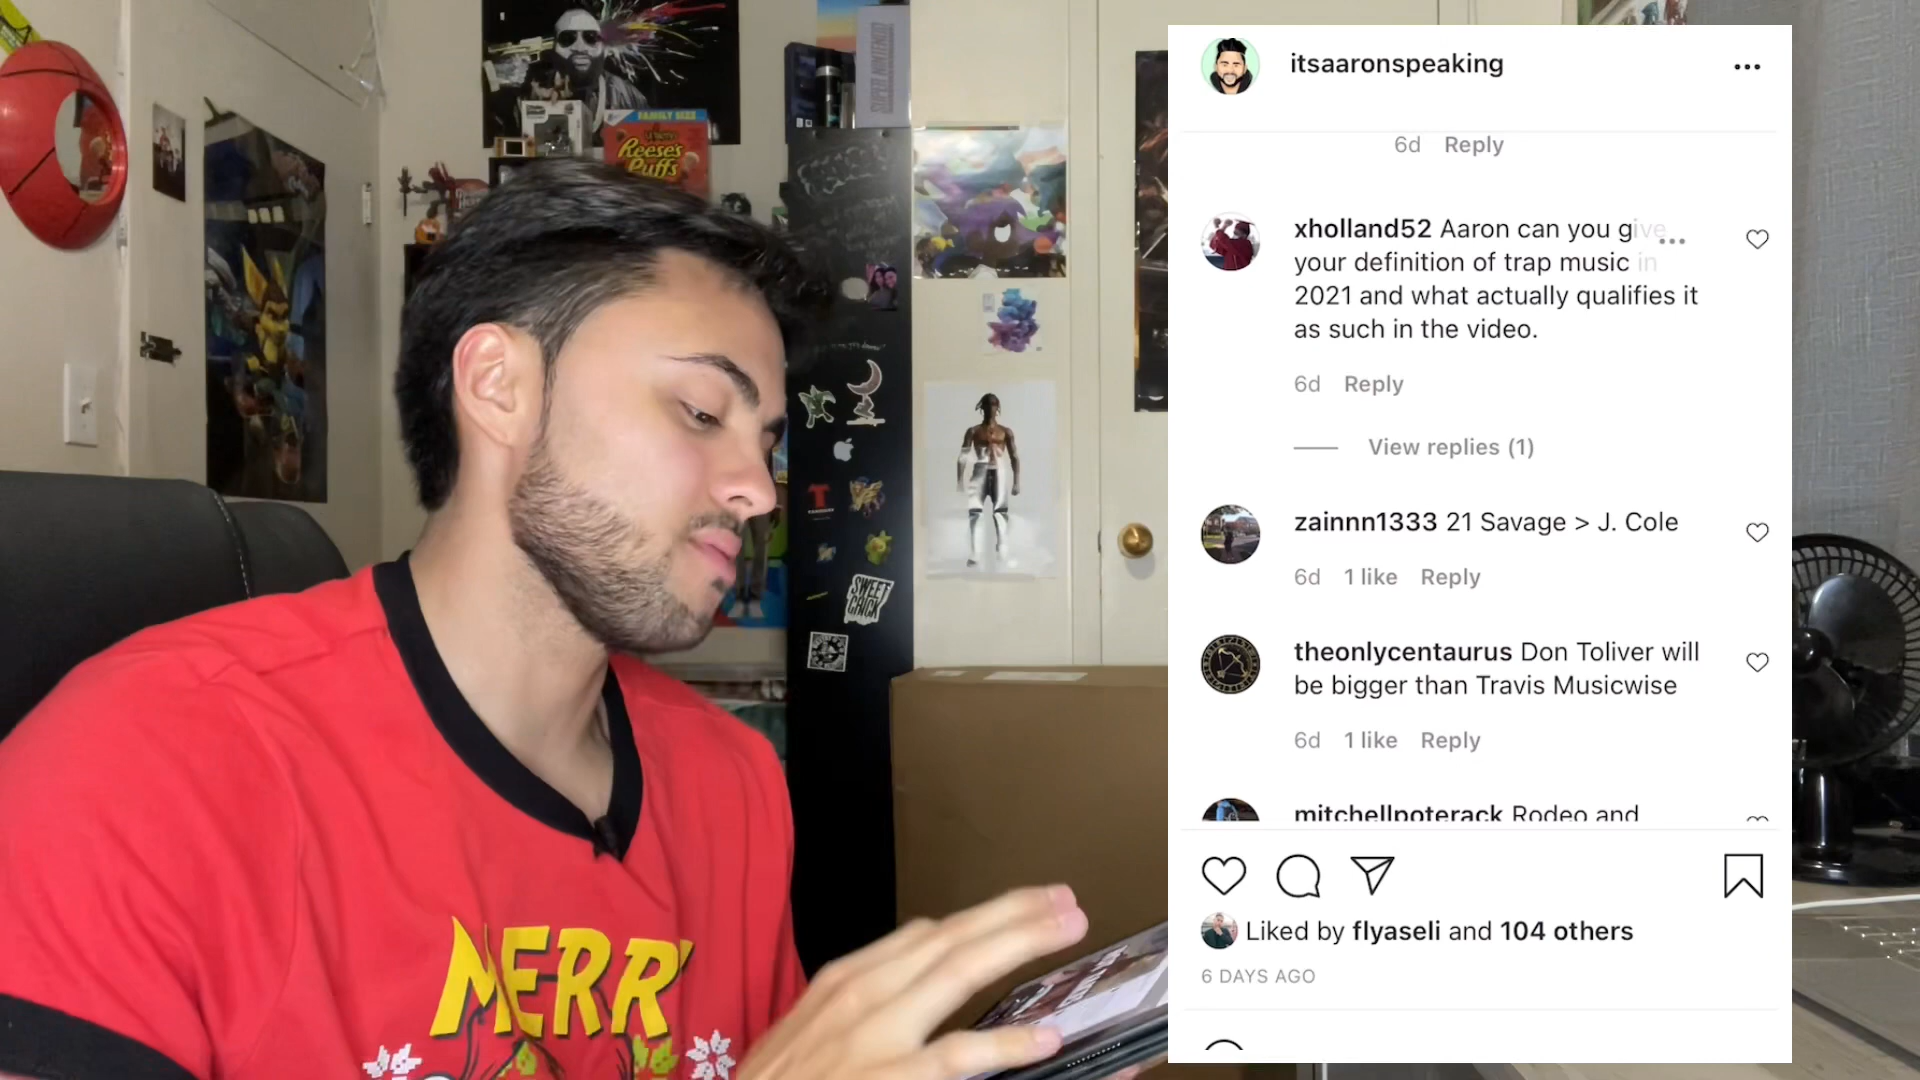 FAMILY SIZE
Reese's
Puffs
SUPER NINTENDO
SWEET
CHICK
MERRY
itsaaronspeaking
6d Reply
xholland52 Aaron can you give
your definition of trap music in
2021 and what actually qualifies it
as such in the video.
6d Reply
View replies (1)
zainnn1333 21 Savage > J. Cole
6d 1 like Reply
theonlycentaurus Don Toliver will
be bigger than Travis Musicwise
6d 1 like Reply
mitchellpoterack Rodeo and
Liked by flyaseli and 104 others
6 DAYS AGO